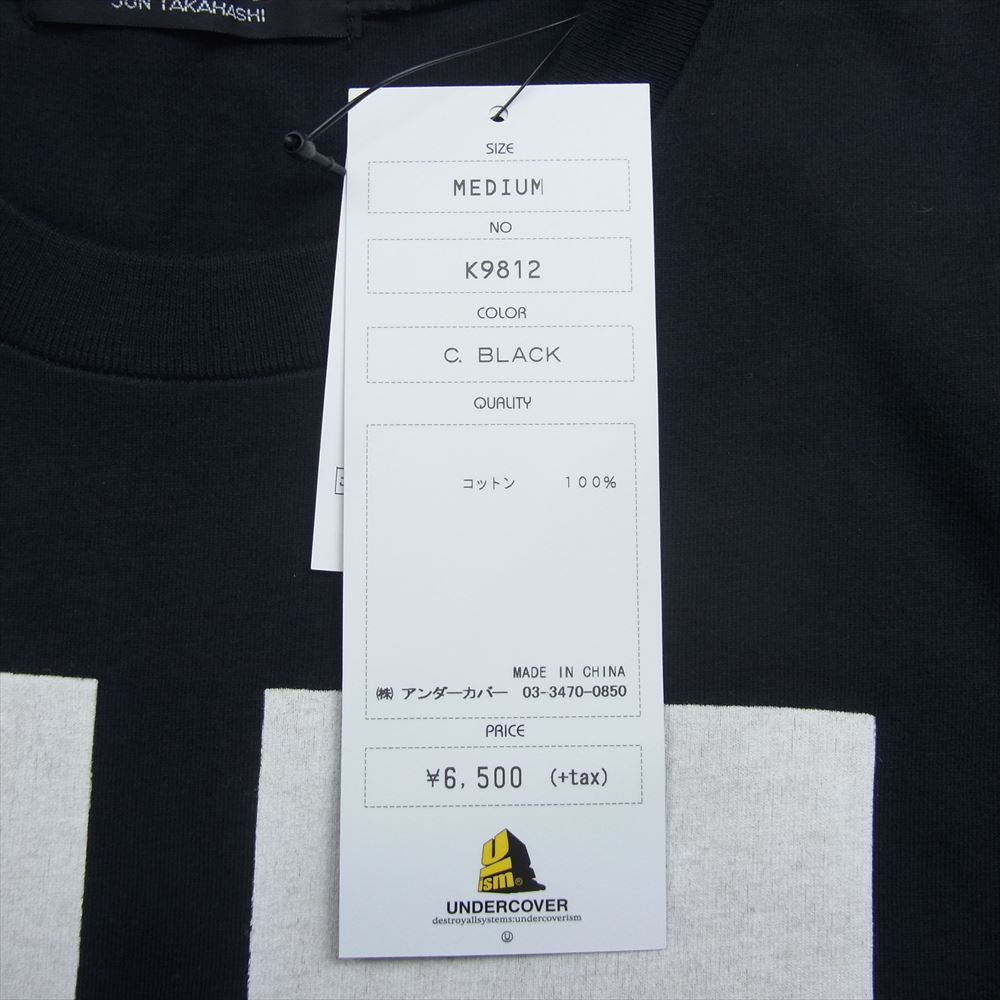 JUN TAKAHASHI
SIZE
MEDIUM
NO
K9812
COLOR
C. BLACK
QUALITY
コットン 100%
MADE IN CHINA
㈱ アンダーカバー 03-3470-0850
PRICE
¥6,500 (+tax)
U
ism®
UNDERCOVER
destroyallsystems:undercoverism
U